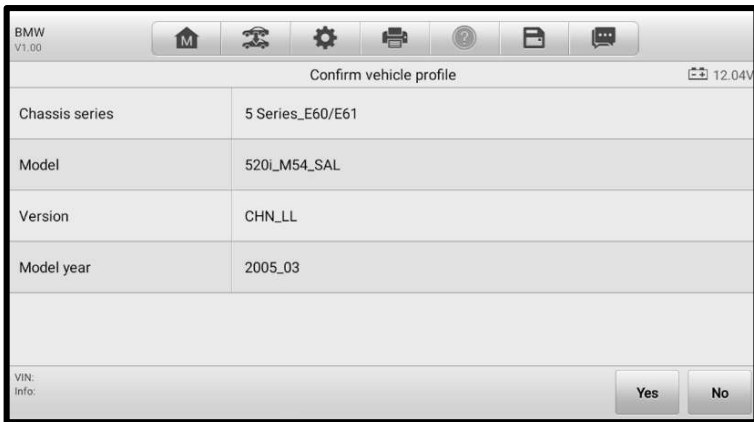 BMW
V1.00
M
?
Confirm vehicle profile
12.04V
Chassis series 5 Series_E60/E61
Model 520i_M54_SAL
Version CHN_LL
Model year 2005_03
VIN:
Info:
Yes No